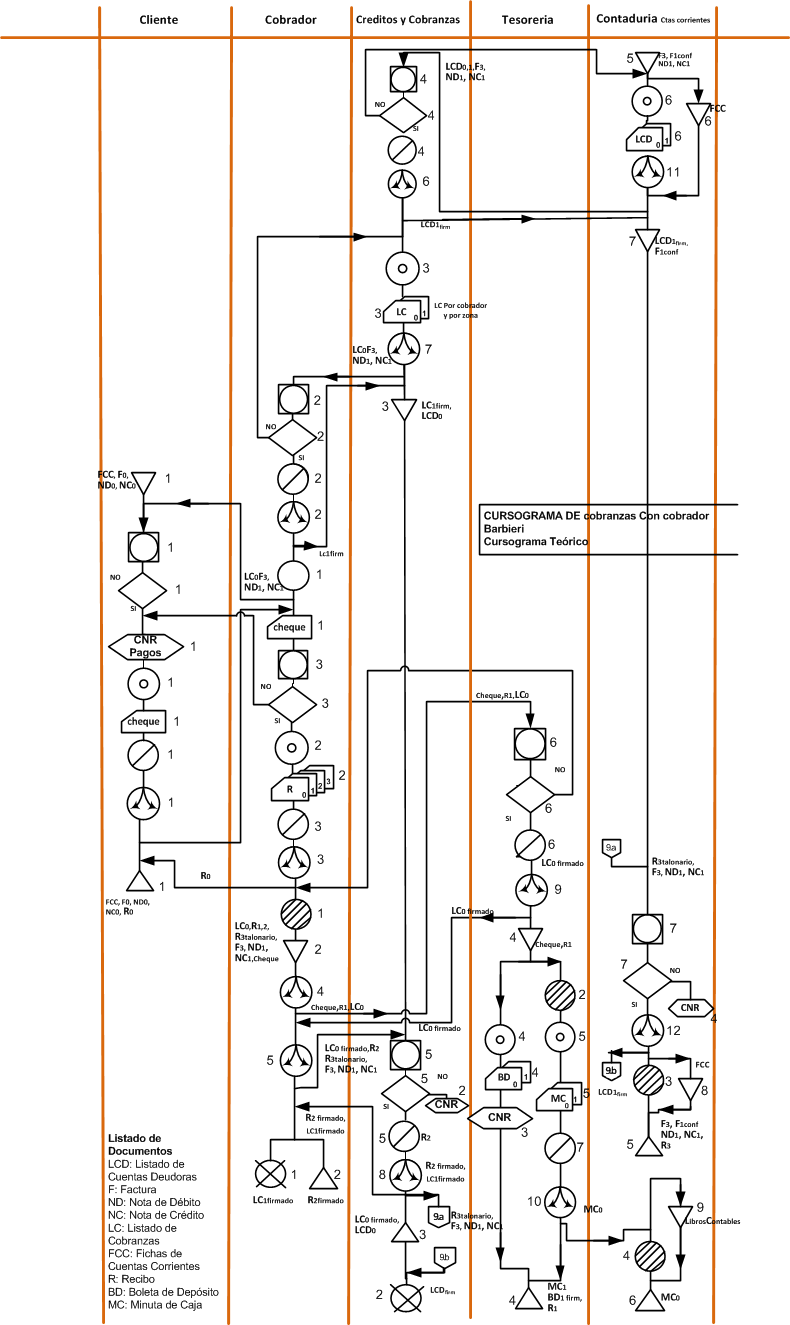 Cliente
Cobrador
Creditos y Cobranzas
Tesoreria
Contaduria Ctas corrientes
LCD0,1,F3,
ND1, NC1
4
NO
4
SI
4
6
5
F3, F1conf
ND1, NC1
6
FCC
6
LCD 0 1
6
11
LCD1firm
7
LCD1firm,
F1conf
3
3
LC 0 1
LC Por cobrador
y por zona
LC0F3,
ND1, NC1
7
3
LC1firm,
LCD0
2
NO
2
SI
2
2
Lc1firm
FCC, F0,
ND0, NC0
1
1
NO
1
SI
CNR
Pagos
1
1
cheque
1
1
1
LC0F3,
ND1, NC1
1
cheque
1
3
NO
3
SI
2
R 0 1 2 3
2
3
3
CURSOGRAMA DE cobranzas Con cobrador
Barbieri
Cursograma Teórico
Cheque,R1,LC0
6
NO
6
SI
6
LC0 firmado
9
R0
1
FCC, F0, ND0,
NC0, R0
1
LC0,R1,2,
R3talonario,
F3, ND1,
NC1,Cheque
2
4
Cheque,R1,LC0
LC0 firmado
LC0 firmado
4
Cheque,R1
9.a
R3talonario,
F3, ND1, NC1
7
7
NO
SI
CNR
4
12
9.b
LCD1firm
FCC
3
8
5
F3, F1conf
ND1, NC1,
R3
5
LC0 firmado,R2
R3talonario,
F3, ND1, NC1
5
NO
5
SI
2
CNR
5
R2
R2 firmado,
LC1firmado
8
R2 firmado,
LC1firmado
9.a
R3talonario,
F3, ND1, NC1
LC0 firmado,
LCD0
3
9.b
2
LCDfirm
1
LC1firmado
2
R2firmado
2
4
5
BD 0 1
4
MC 0 1
5
CNR
3
7
10
MC0
4
MC1
BD1 firm,
R1
9
LibrosContables
4
6
MC0
Listado de
Documentos
LCD: Listado de
Cuentas Deudoras
F: Factura
ND: Nota de Débito
NC: Nota de Crédito
LC: Listado de
Cobranzas
FCC: Fichas de
Cuentas Corrientes
R: Recibo
BD: Boleta de Depósito
MC: Minuta de Caja